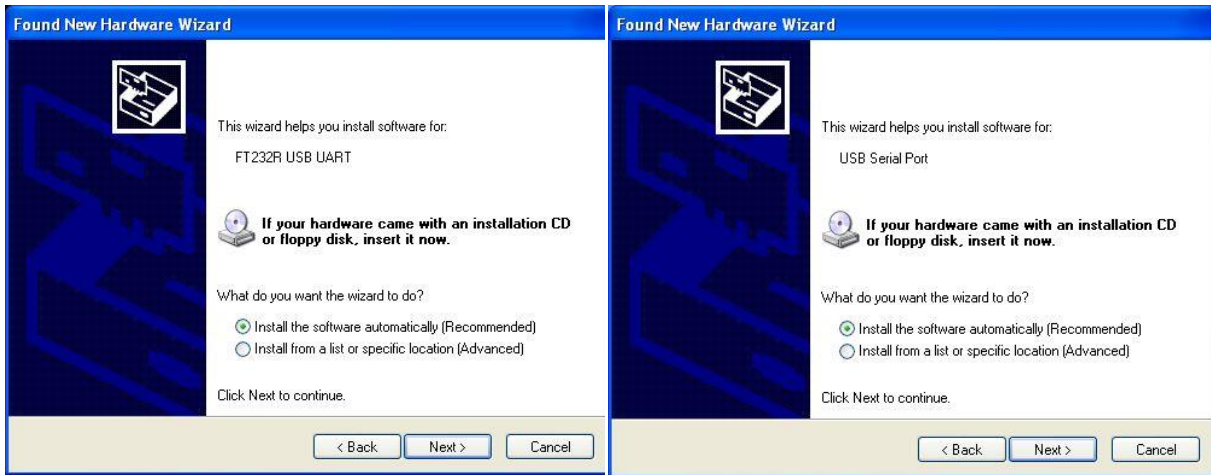 Found New Hardware Wizard
This wizard helps you install software for:
FT232R USB UART
If your hardware came with an installation CD
or floppy disk, insert it now.
What do you want the wizard to do?
Install the software automatically (Recommended)
Install from a list or specific location (Advanced)
Click Next to continue.
< Back Next > Cancel
Found New Hardware Wizard
This wizard helps you install software for:
USB Serial Port
If your hardware came with an installation CD
or floppy disk, insert it now.
What do you want the wizard to do?
Install the software automatically (Recommended)
Install from a list or specific location (Advanced)
Click Next to continue.
< Back Next > Cancel